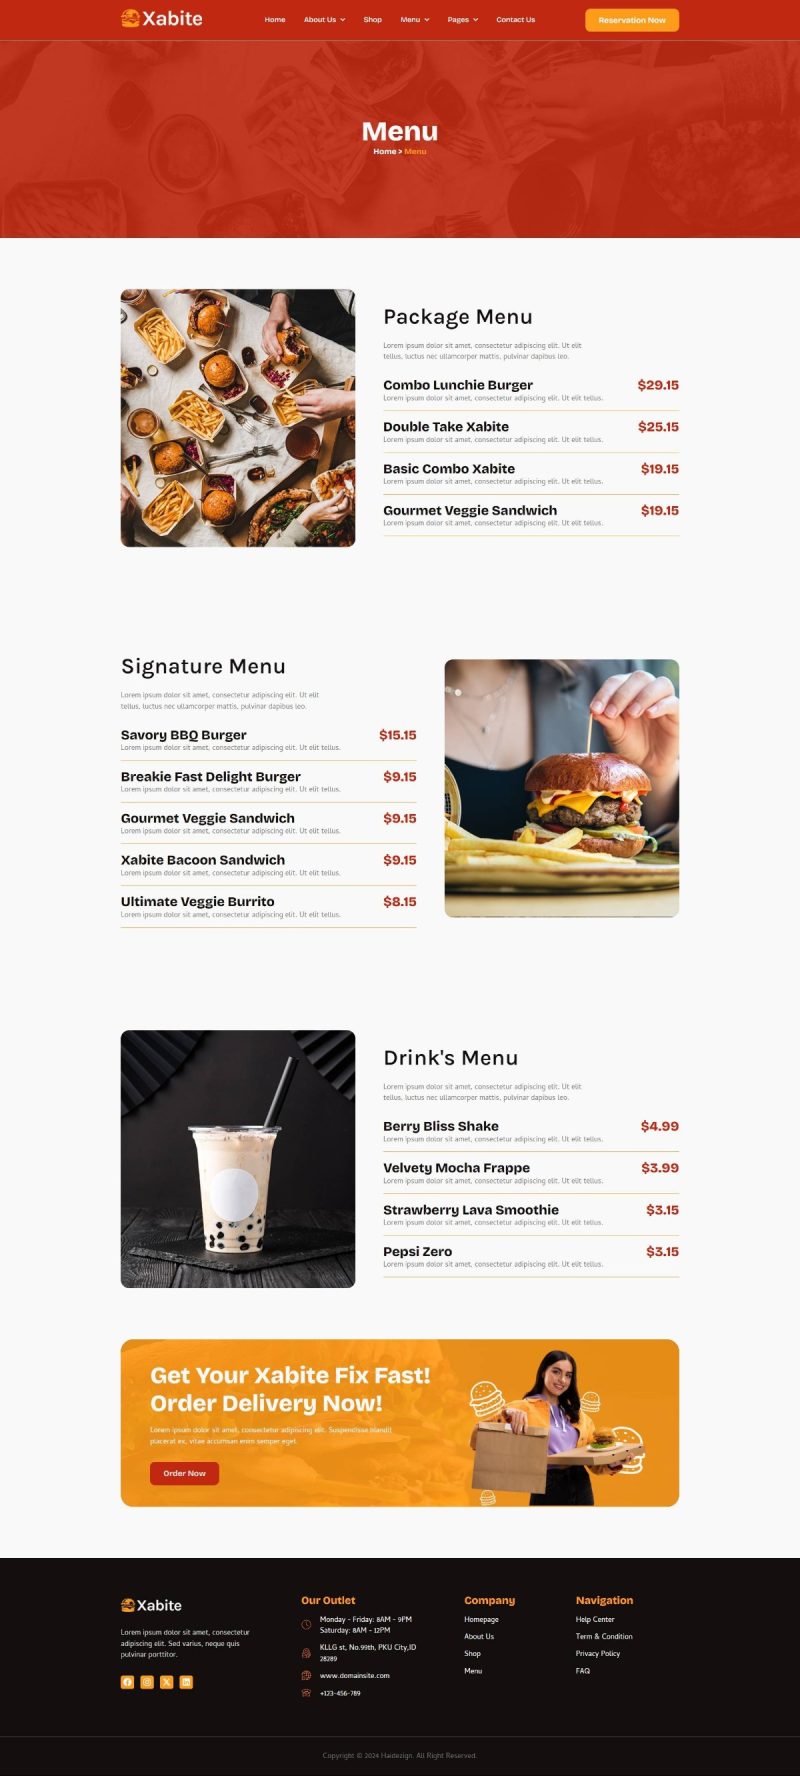 Xabite
Home About Us Shop Menu Pages Contact Us
Reservation Now
Menu
Home > Menu
Package Menu
Lorem ipsum dolor sit amet, consectetur adipiscing elit. Ut elit
tellus, luctus nec ullamcorper mattis, pulvinar dapibus leo.
Combo Lunchie Burger $29.15
Lorem ipsum dolor sit amet, consectetur adipiscing elit. Ut elit tellus.
Double Take Xabite $25.15
Lorem ipsum dolor sit amet, consectetur adipiscing elit. Ut elit tellus.
Basic Combo Xabite $19.15
Lorem ipsum dolor sit amet, consectetur adipiscing elit. Ut elit tellus.
Gourmet Veggie Sandwich $19.15
Lorem ipsum dolor sit amet, consectetur adipiscing elit. Ut elit tellus.
Signature Menu
Lorem ipsum dolor sit amet, consectetur adipiscing elit. Ut elit
tellus, luctus nec ullamcorper mattis, pulvinar dapibus leo.
Savory BBQ Burger $15.15
Lorem ipsum dolor sit amet, consectetur adipiscing elit. Ut elit tellus.
Breakie Fast Delight Burger $9.15
Lorem ipsum dolor sit amet, consectetur adipiscing elit. Ut elit tellus.
Gourmet Veggie Sandwich $9.15
Lorem ipsum dolor sit amet, consectetur adipiscing elit. Ut elit tellus.
Xabite Bacoon Sandwich $9.15
Lorem ipsum dolor sit amet, consectetur adipiscing elit. Ut elit tellus.
Ultimate Veggie Burrito $8.15
Lorem ipsum dolor sit amet, consectetur adipiscing elit. Ut elit tellus.
Drink's Menu
Lorem ipsum dolor sit amet, consectetur adipiscing elit. Ut elit
tellus, luctus nec ullamcorper mattis, pulvinar dapibus leo.
Berry Bliss Shake $4.99
Lorem ipsum dolor sit amet, consectetur adipiscing elit. Ut elit tellus.
Velvety Mocha Frappe $3.99
Lorem ipsum dolor sit amet, consectetur adipiscing elit. Ut elit tellus.
Strawberry Lava Smoothie $3.15
Lorem ipsum dolor sit amet, consectetur adipiscing elit. Ut elit tellus.
Pepsi Zero $3.15
Lorem ipsum dolor sit amet, consectetur adipiscing elit. Ut elit tellus.
Get Your Xabite Fix Fast!
Order Delivery Now!
Lorem ipsum dolor sit amet, consectetur adipiscing elit. Suspendisse blandit
placerat ex, vitae accumsan enim semper eget.
Order Now
Xabite
Lorem ipsum dolor sit amet, consectetur
adipiscing elit. Sed varius, neque quis
pulvinar porttitor.
Our Outlet
Monday - Friday: 8AM - 9PM
Saturday: 8AM - 12PM
KLLG st, No.99th, PKU City,ID
28289
www.domainsite.com
+123-456-789
Company
Homepage
About Us
Shop
Menu
Navigation
Help Center
Term & Condition
Privacy Policy
FAQ
Copyright © 2024 Haidezign. All Right Reserved.